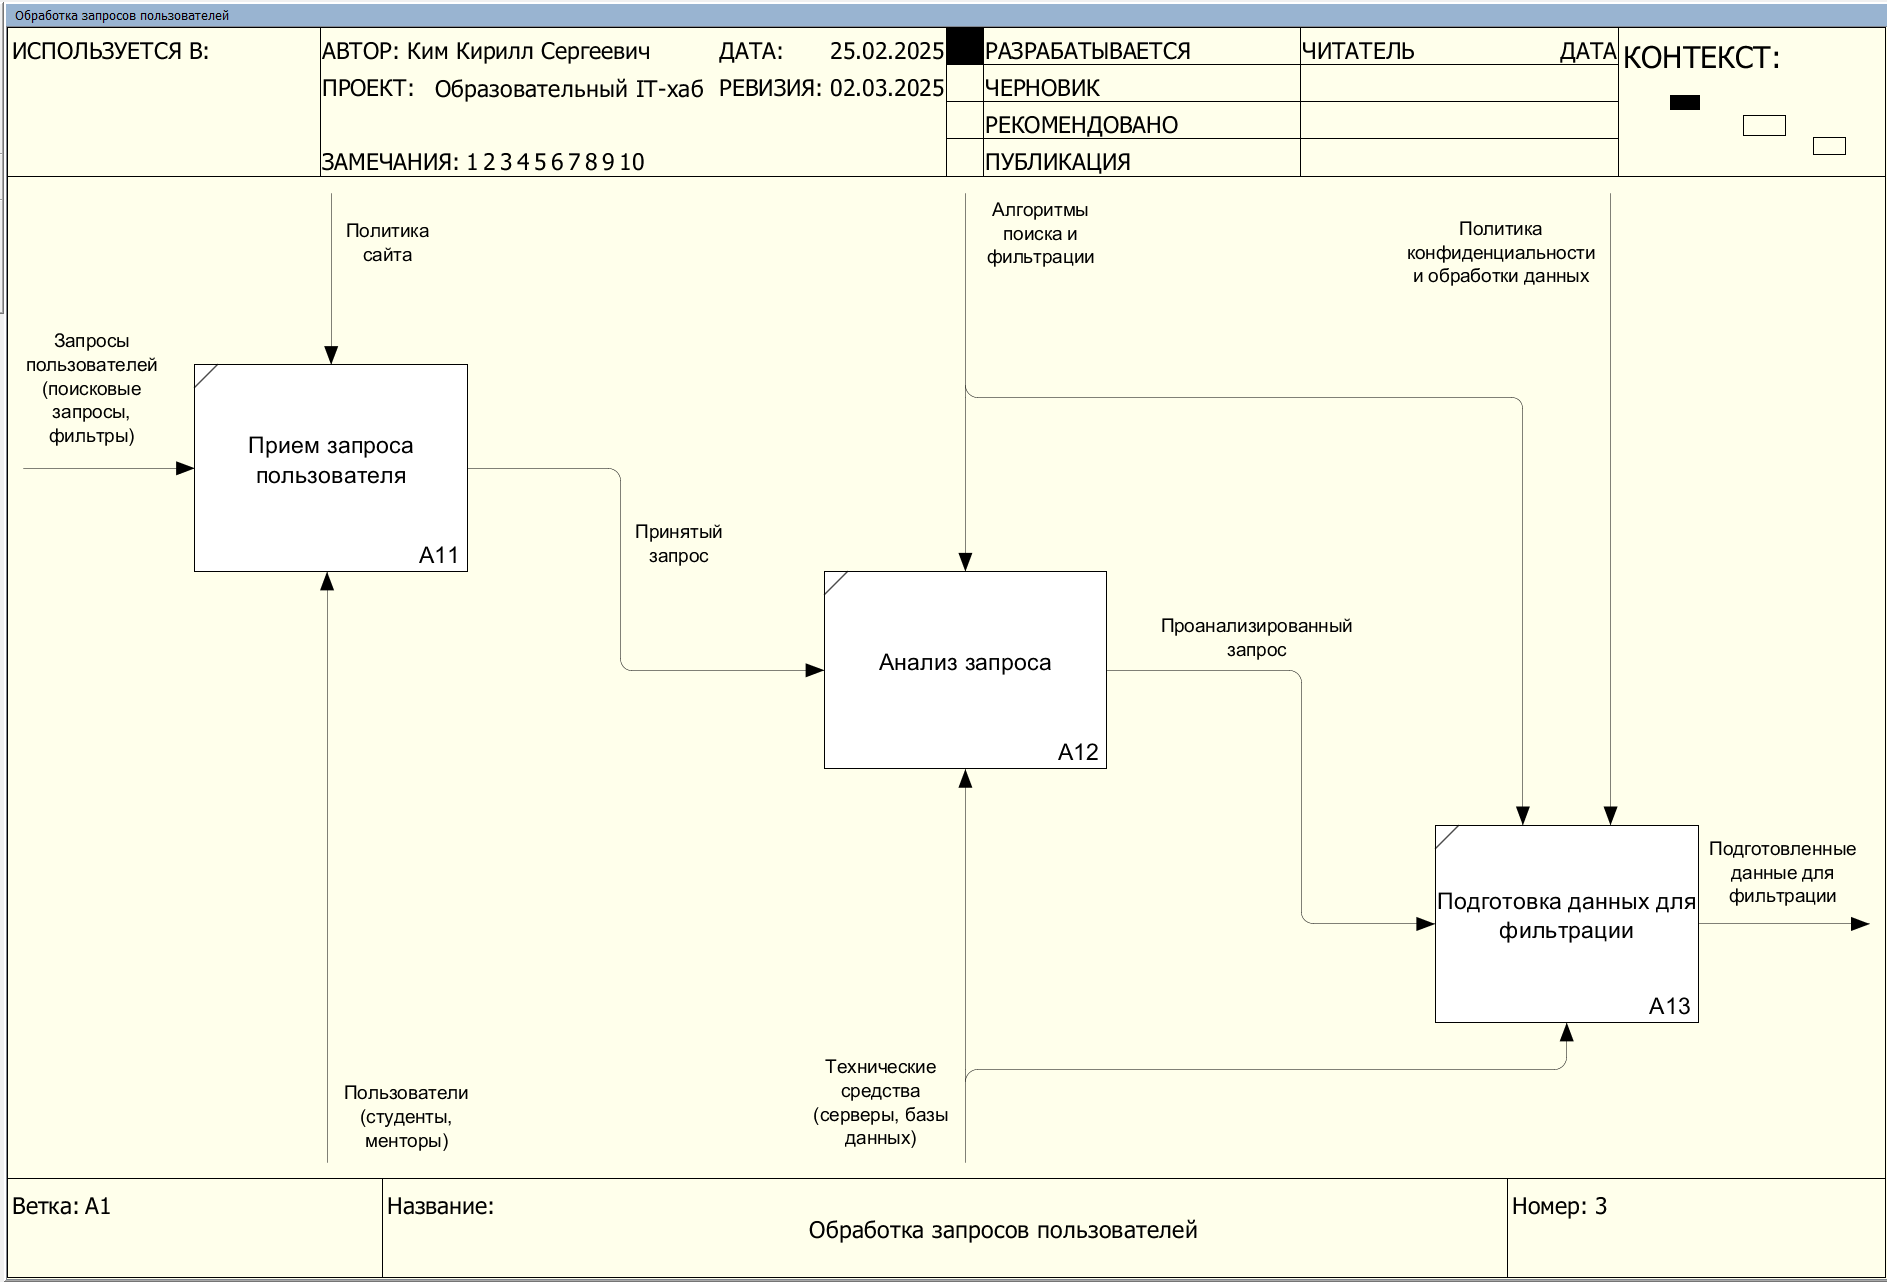 Обработка запросов пользователей
ИСПОЛЬЗУЕТСЯ В:
АВТОР: Ким Кирилл Сергеевич ДАТА: 25.02.2025
ПРОЕКТ: Образовательный IT-хаб РЕВИЗИЯ: 02.03.2025
ЗАМЕЧАНИЯ: 1 2 3 4 5 6 7 8 9 10
РАЗРАБАТЫВАЕТСЯ
ЧЕРНОВИК
РЕКОМЕНДОВАНО
ПУБЛИКАЦИЯ
ЧИТАТЕЛЬ ДАТА
КОНТЕКСТ:
Политика
сайта
Алгоритмы
поиска и
фильтрации
Политика
конфиденциальности
и обработки данных
Запросы
пользователей
(поисковые
запросы,
фильтры)
Прием запроса
пользователя
A11
Принятый
запрос
Анализ запроса
A12
Проанализированный
запрос
Подготовка данных для
фильтрации
A13
Подготовленные
данные для
фильтрации
Пользователи
(студенты,
менторы)
Технические
средства
(серверы, базы
данных)
Ветка: A1
Название:
Обработка запросов пользователей
Номер: 3